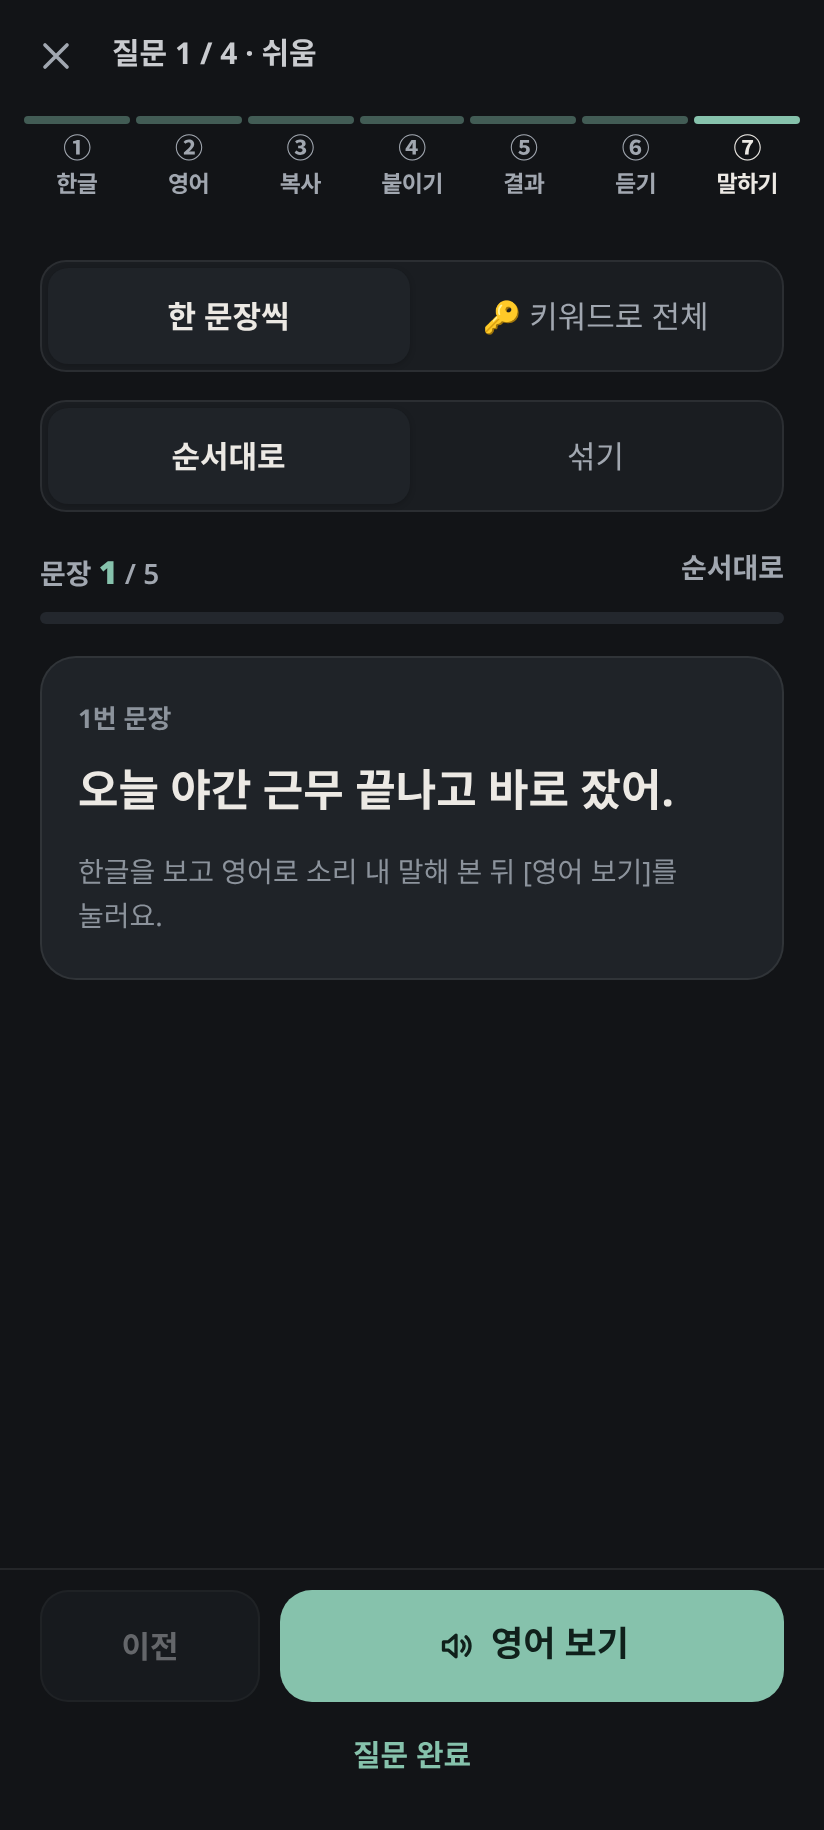 질문 1 / 4 · 쉬움
① ② ③ ④ ⑤ ⑥ ⑦
한글 영어 복사 붙이기 결과 듣기 말하기
한 문장씩 🔑 키워드로 전체
순서대로 섞기
문장 1 / 5 순서대로
1번 문장
오늘 야간 근무 끝나고 바로 잤어.
한글을 보고 영어로 소리 내 말해 본 뒤 [영어 보기]를
눌러요.
이전 영어 보기
질문 완료